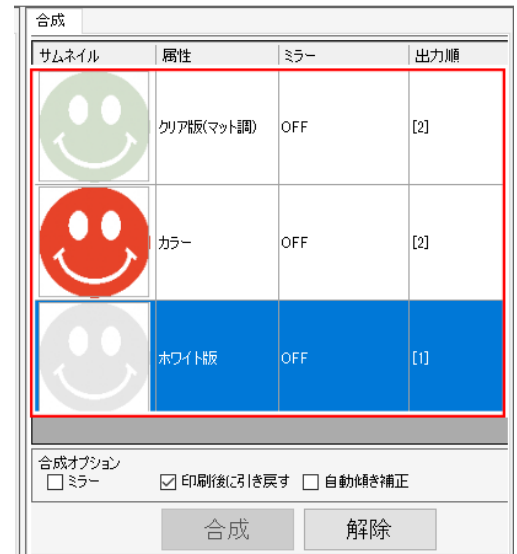 合成
サムネイル 属性 ミラー 出力順
クリア版(マット調) OFF [2]
カラー OFF [2]
ホワイト版 OFF [1]
合成オプション
ミラー 印刷後に引き戻す 自動傾き補正
合成 解除